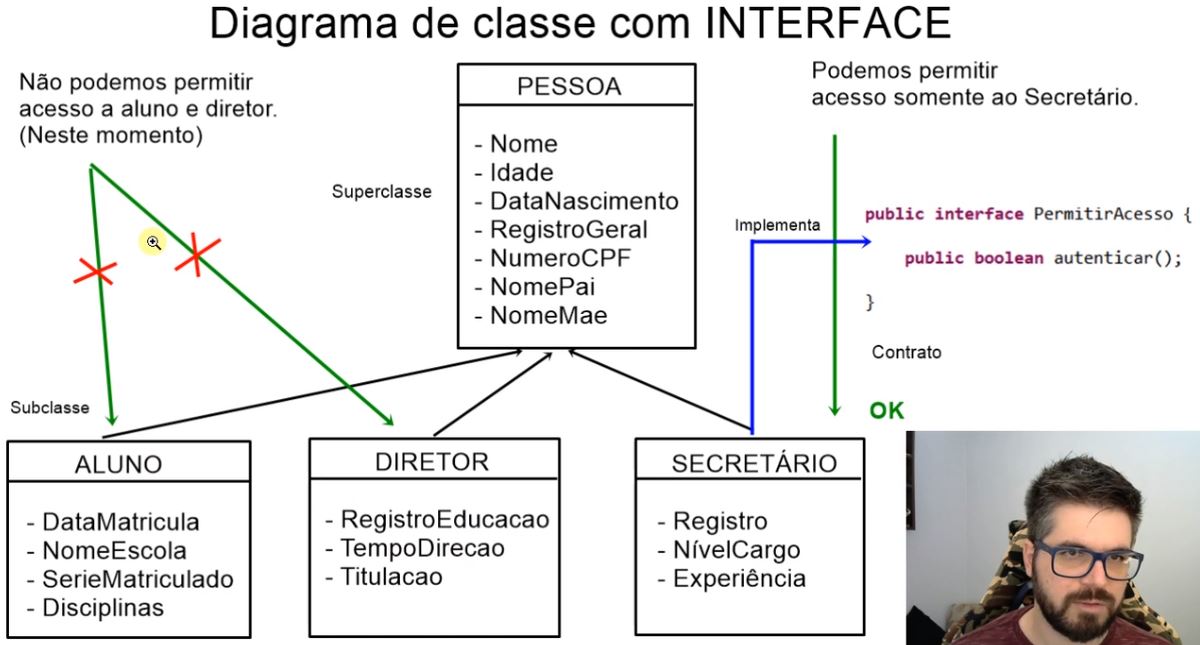 Diagrama de classe com INTERFACE
Não podemos permitir
acesso a aluno e diretor.
(Neste momento)
Superclasse
PESSOA
- Nome
- Idade
- DataNascimento
- RegistroGeral
- NumeroCPF
- NomePai
- NomeMae
Podemos permitir
acesso somente ao Secretário.
Implementa
public interface PermitirAcesso {
public boolean autenticar();
}
Contrato
OK
Subclasse
ALUNO
- DataMatricula
- NomeEscola
- SerieMatriculado
- Disciplinas
DIRETOR
- RegistroEducacao
- TempoDirecao
- Titulacao
SECRETÁRIO
- Registro
- NívelCargo
- Experiência